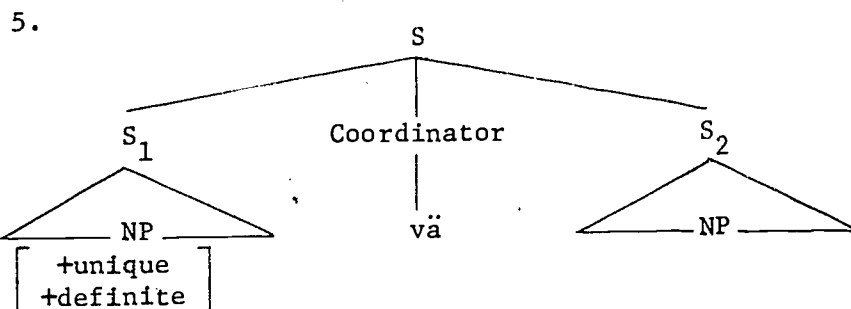 5.
S
S1 Coordinator S2
NP vä NP
+unique
+definite